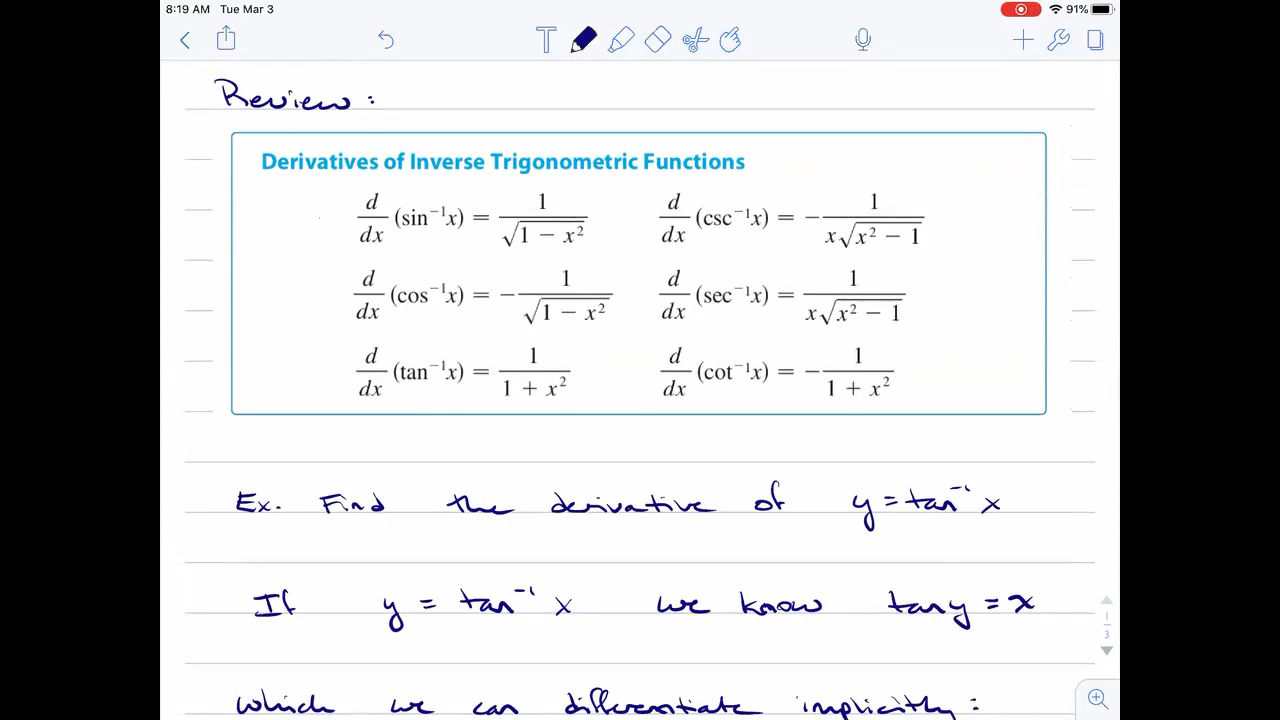 8:19 AM Tue Mar 3 91%
Review:
Derivatives of Inverse Trigonometric Functions
d/dx (sin⁻¹x) = 1/√(1 − x²) d/dx (csc⁻¹x) = − 1/(x√(x² − 1))
d/dx (cos⁻¹x) = − 1/√(1 − x²) d/dx (sec⁻¹x) = 1/(x√(x² − 1))
d/dx (tan⁻¹x) = 1/(1 + x²) d/dx (cot⁻¹x) = − 1/(1 + x²)
Ex. Find the derivative of y = tan⁻¹ x
If y = tan⁻¹ x we know tan y = x
1/3
which we can differentiate implicitly: